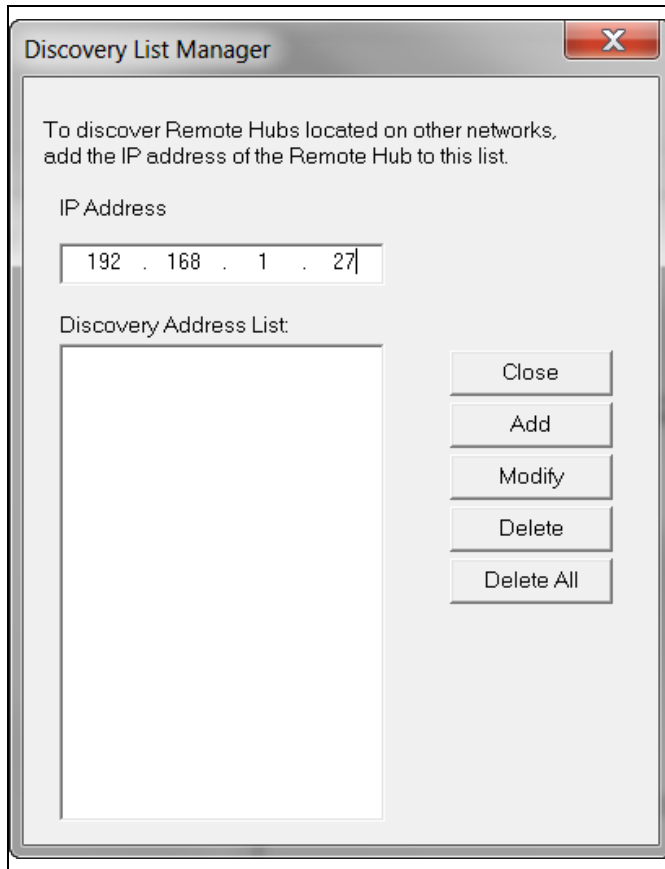 Discovery List Manager
To discover Remote Hubs located on other networks,
add the IP address of the Remote Hub to this list.
IP Address
192 . 168 . 1 . 27
Discovery Address List:
Close
Add
Modify
Delete
Delete All